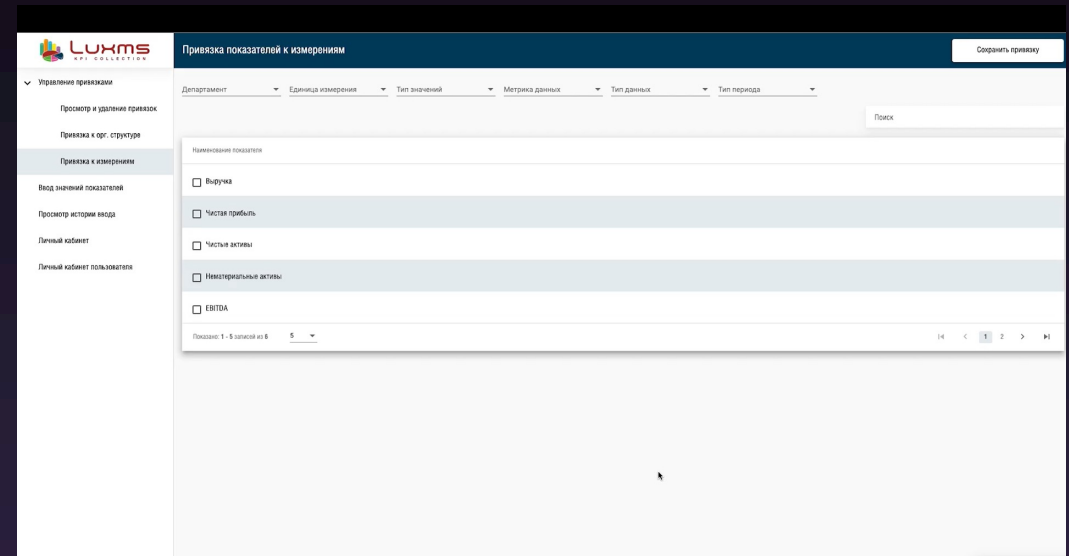 Luxms
KPI COLLECTION
Привязка показателей к измерениям
Сохранить привязку
Управление привязками
Просмотр и удаление привязок
Привязка к орг. структуре
Привязка к измерениям
Ввод значений показателей
Просмотр истории ввода
Личный кабинет
Личный кабинет пользователя
Департамент
Единица измерения
Тип значений
Метрика данных
Тип данных
Тип периода
Поиск
Наименование показателя
Выручка
Чистая прибыль
Чистые активы
Нематериальные активы
EBITDA
Показано: 1 - 5 записей из 6
5
1 2